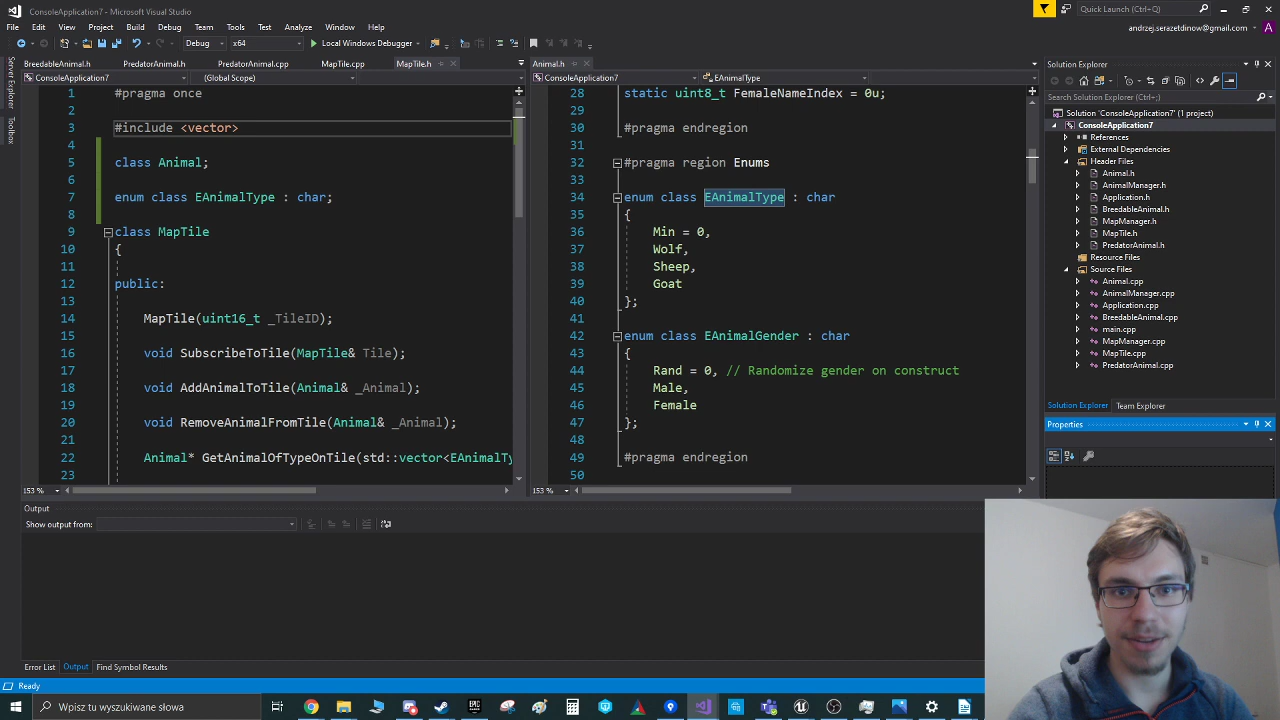 ConsoleApplication7 - Microsoft Visual Studio
Quick Launch (Ctrl+Q)
File Edit View Project Build Debug Team Tools Test Analyze Window Help
andrzej.serazetdinow@gmail.com A
Debug x64 Local Windows Debugger
Server Explorer
Toolbox
BreedableAnimal.h PredatorAnimal.h PredatorAnimal.cpp MapTile.cpp MapTile.h
ConsoleApplication7 (Global Scope)
1 #pragma once
2
3 #include <vector>
4
5 class Animal;
6
7 enum class EAnimalType : char;
8
9 class MapTile
10 {
11
12 public:
13
14 MapTile(uint16_t _TileID);
15
16 void SubscribeToTile(MapTile& Tile);
17
18 void AddAnimalToTile(Animal& _Animal);
19
20 void RemoveAnimalFromTile(Animal& _Animal);
21
22 Animal* GetAnimalOfTypeOnTile(std::vector<EAnimalTy
23
153 %
Animal.h
ConsoleApplication7 EAnimalType
28 static uint8_t FemaleNameIndex = 0u;
29
30 #pragma endregion
31
32 #pragma region Enums
33
34 enum class EAnimalType : char
35 {
36 Min = 0,
37 Wolf,
38 Sheep,
39 Goat
40 };
41
42 enum class EAnimalGender : char
43 {
44 Rand = 0, // Randomize gender on construct
45 Male,
46 Female
47 };
48
49 #pragma endregion
50
153 %
Solution Explorer
Search Solution Explorer (Ctrl+;)
Solution 'ConsoleApplication7' (1 project)
ConsoleApplication7
References
External Dependencies
Header Files
Animal.h
AnimalManager.h
Application.h
BreedableAnimal.h
MapManager.h
MapTile.h
PredatorAnimal.h
Resource Files
Source Files
Animal.cpp
AnimalManager.cpp
Application.cpp
BreedableAnimal.cpp
main.cpp
MapManager.cpp
MapTile.cpp
PredatorAnimal.cpp
Solution Explorer Team Explorer
Properties
Output
Show output from:
Error List Output Find Symbol Results
Ready
Wpisz tu wyszukiwane słowa